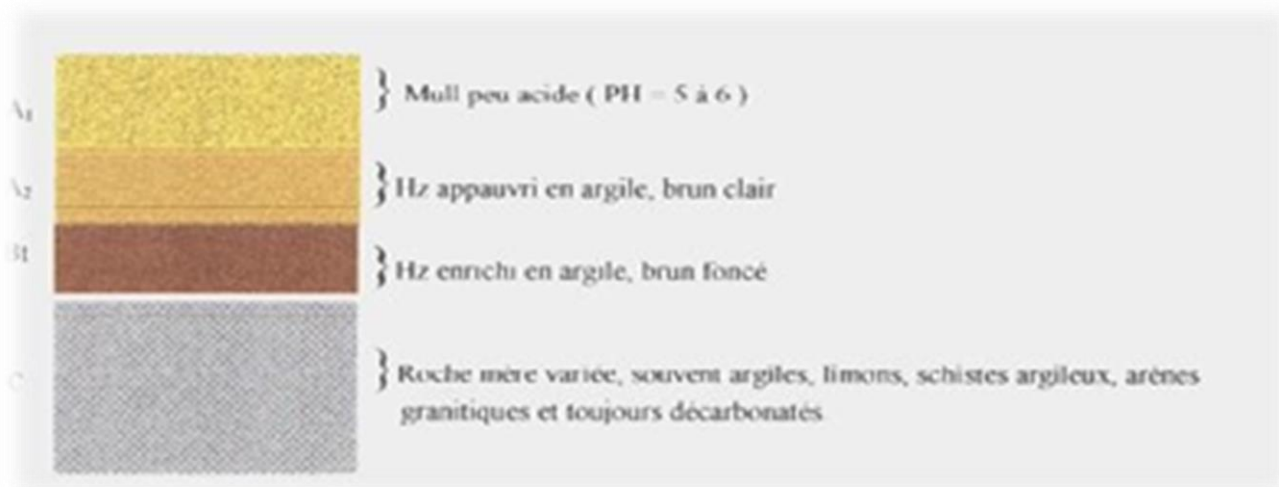 A₁
Mull peu acide ( PH = 5 à 6 )
A₂
Hz appauvri en argile, brun clair
Bt
Hz enrichi en argile, brun foncé
C
Roche mère variée, souvent argiles, limons, schistes argileux, arènes
granitiques et toujours décarbonatés